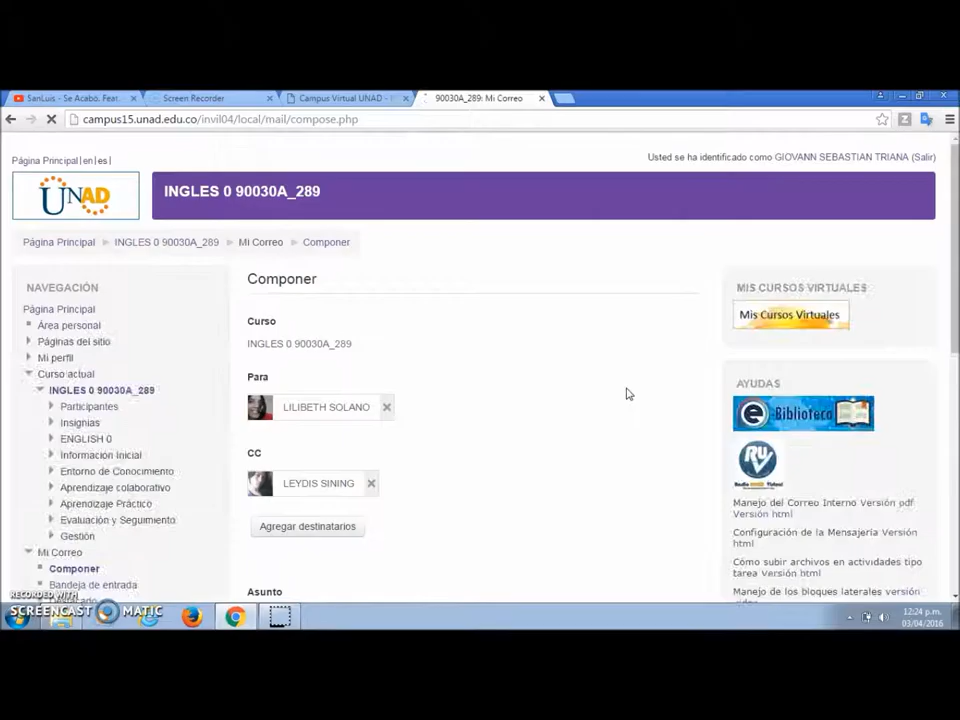 SanLuis - Se Acabó, Feat.
Screen Recorder
Campus Virtual UNAD -
90030A_289: Mi Correo
campus15.unad.edu.co/invil04/local/mail/compose.php
Página Principal|en|es|
Usted se ha identificado como GIOVANN SEBASTIAN TRIANA (Salir)
UNAD
INGLES 0 90030A_289
Página Principal
INGLES 0 90030A_289
Mi Correo
Componer
NAVEGACIÓN
Página Principal
Área personal
Páginas del sitio
Mi perfil
Curso actual
INGLES 0 90030A_289
Participantes
Insignias
ENGLISH 0
Información Inicial
Entorno de Conocimiento
Aprendizaje colaborativo
Aprendizaje Práctico
Evaluación y Seguimiento
Gestión
Mi Correo
Componer
Bandeja de entrada
Destacado
Componer
Curso
INGLES 0 90030A_289
Para
LILIBETH SOLANO
CC
LEYDIS SINING
Agregar destinatarios
Asunto
MIS CURSOS VIRTUALES
Mis Cursos Virtuales
AYUDAS
e Biblioteca
RUV
Radio UNAD Virtual
Manejo del Correo Interno Versión pdf
Versión html
Configuración de la Mensajería Versión
html
Cómo subir archivos en actividades tipo
tarea Versión html
Manejo de los bloques laterales versión
RECORDED WITH
SCREENCAST MATIC
12:24 p.m.
03/04/2016